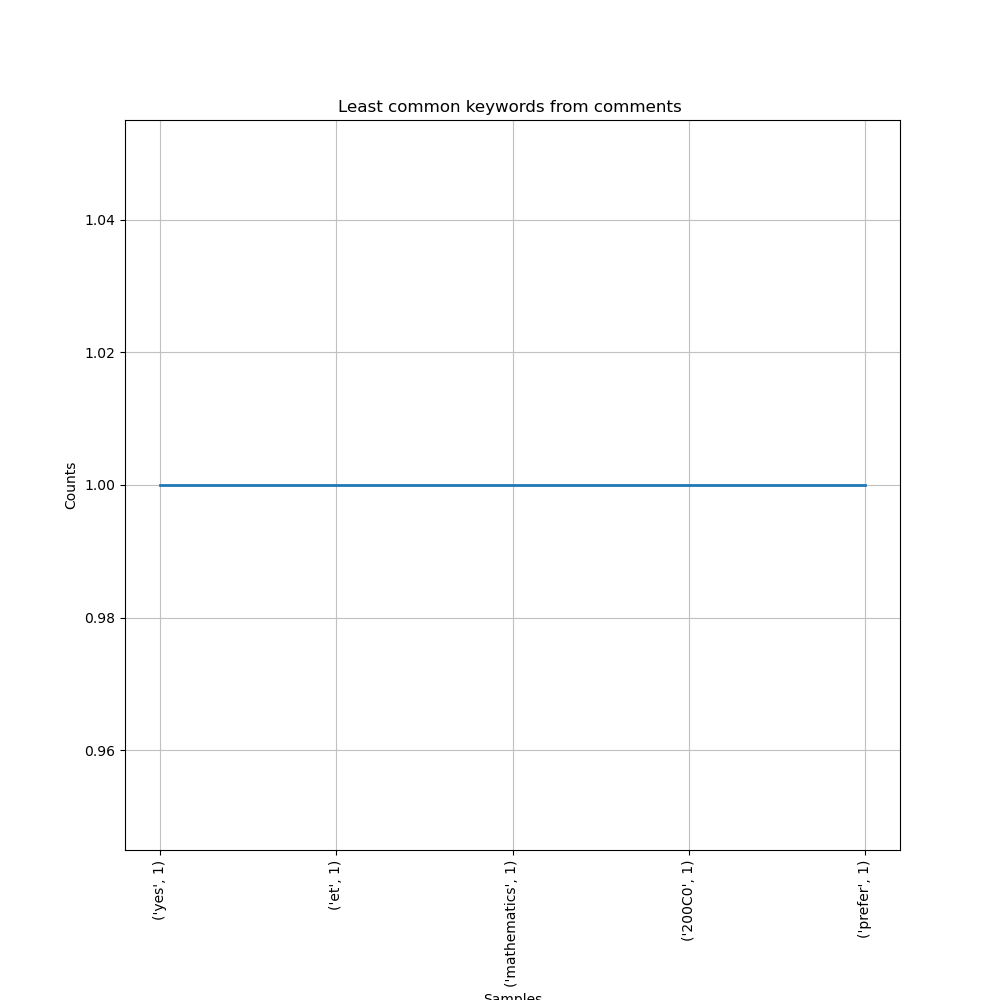 Least common keywords from comments
1.04
1.02
1.00
0.98
0.96
Counts
('yes', 1)
('et', 1)
('mathematics', 1)
('200C0', 1)
('prefer', 1)
Samples